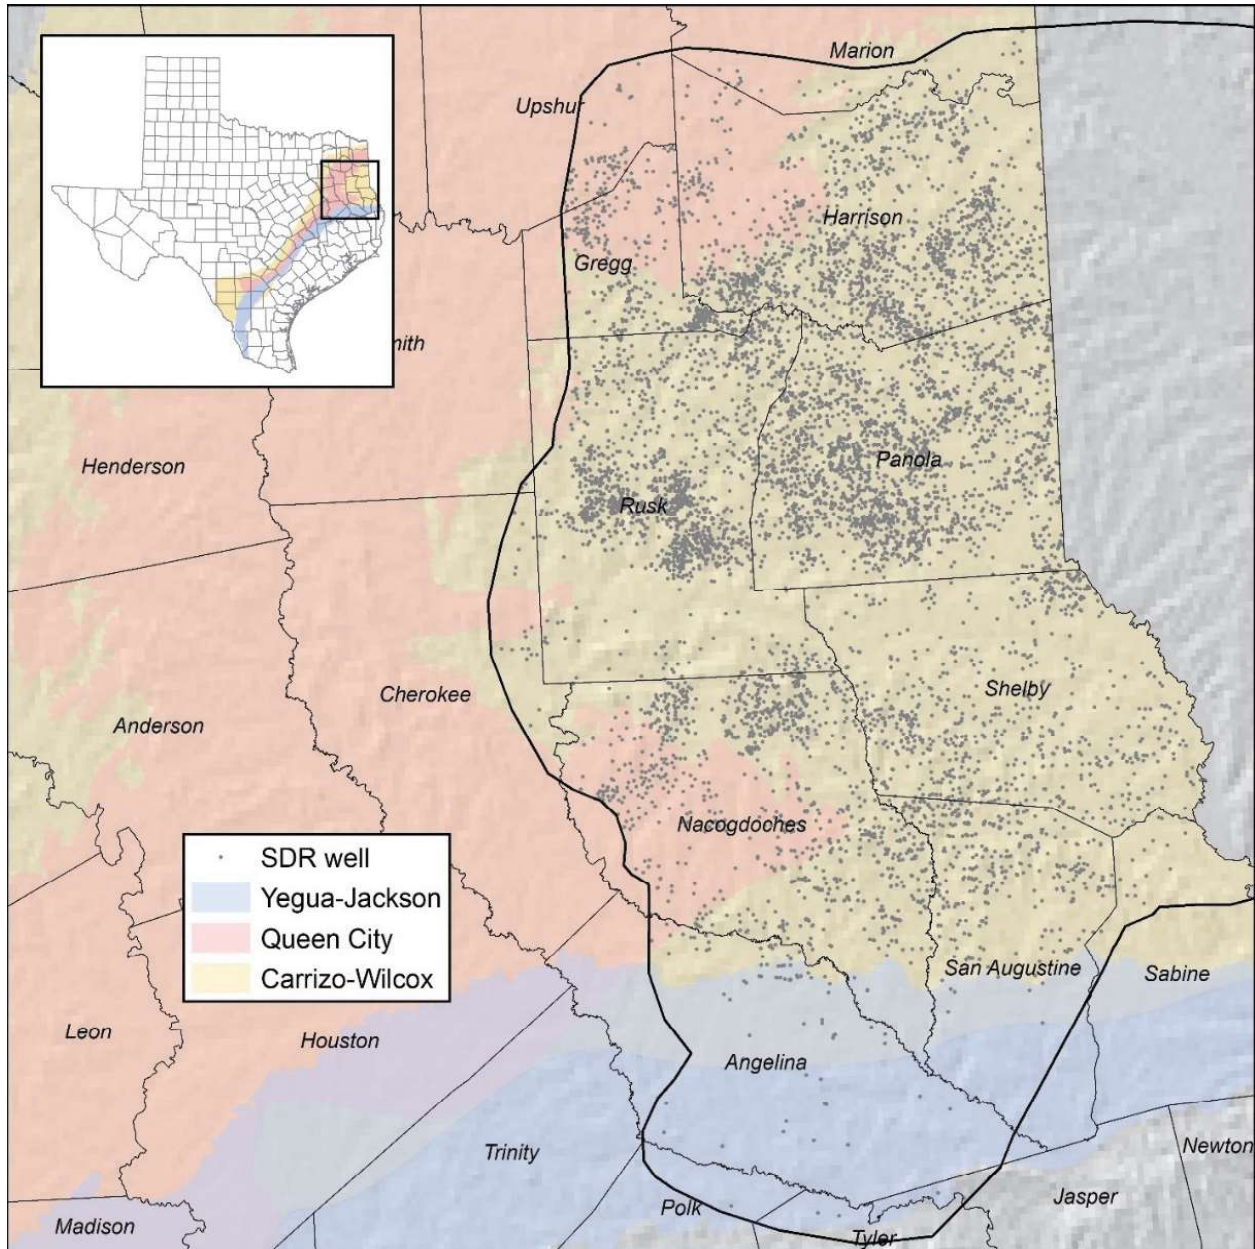 Marion
Upshur
Harrison
Gregg
mith
Henderson
Panola
Rusk
Shelby
Cherokee
Anderson
Nacogdoches
SDR well
Yegua-Jackson
Queen City
Carrizo-Wilcox
San Augustine
Sabine
Leon
Houston
Angelina
Trinity
Newton
Jasper
Polk
Madison
Tyler